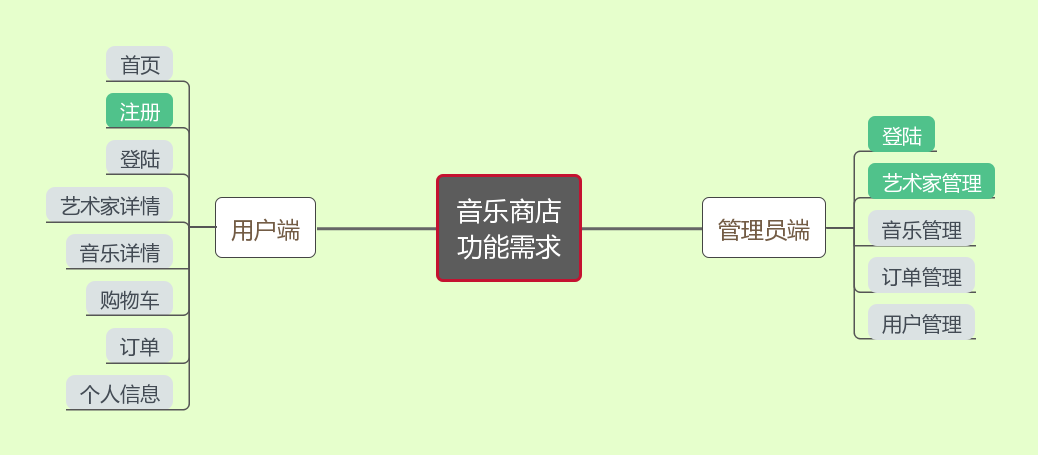 音乐商店
功能需求
用户端
首页
注册
登陆
艺术家详情
音乐详情
购物车
订单
个人信息
管理员端
登陆
艺术家管理
音乐管理
订单管理
用户管理